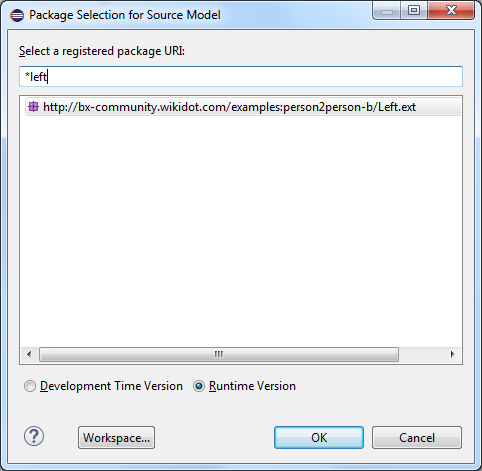 Package Selection for Source Model
Select a registered package URI:
*left
http://bx-community.wikidot.com/examples:person2person-b/Left.ext
Development Time Version Runtime Version
Workspace... OK Cancel